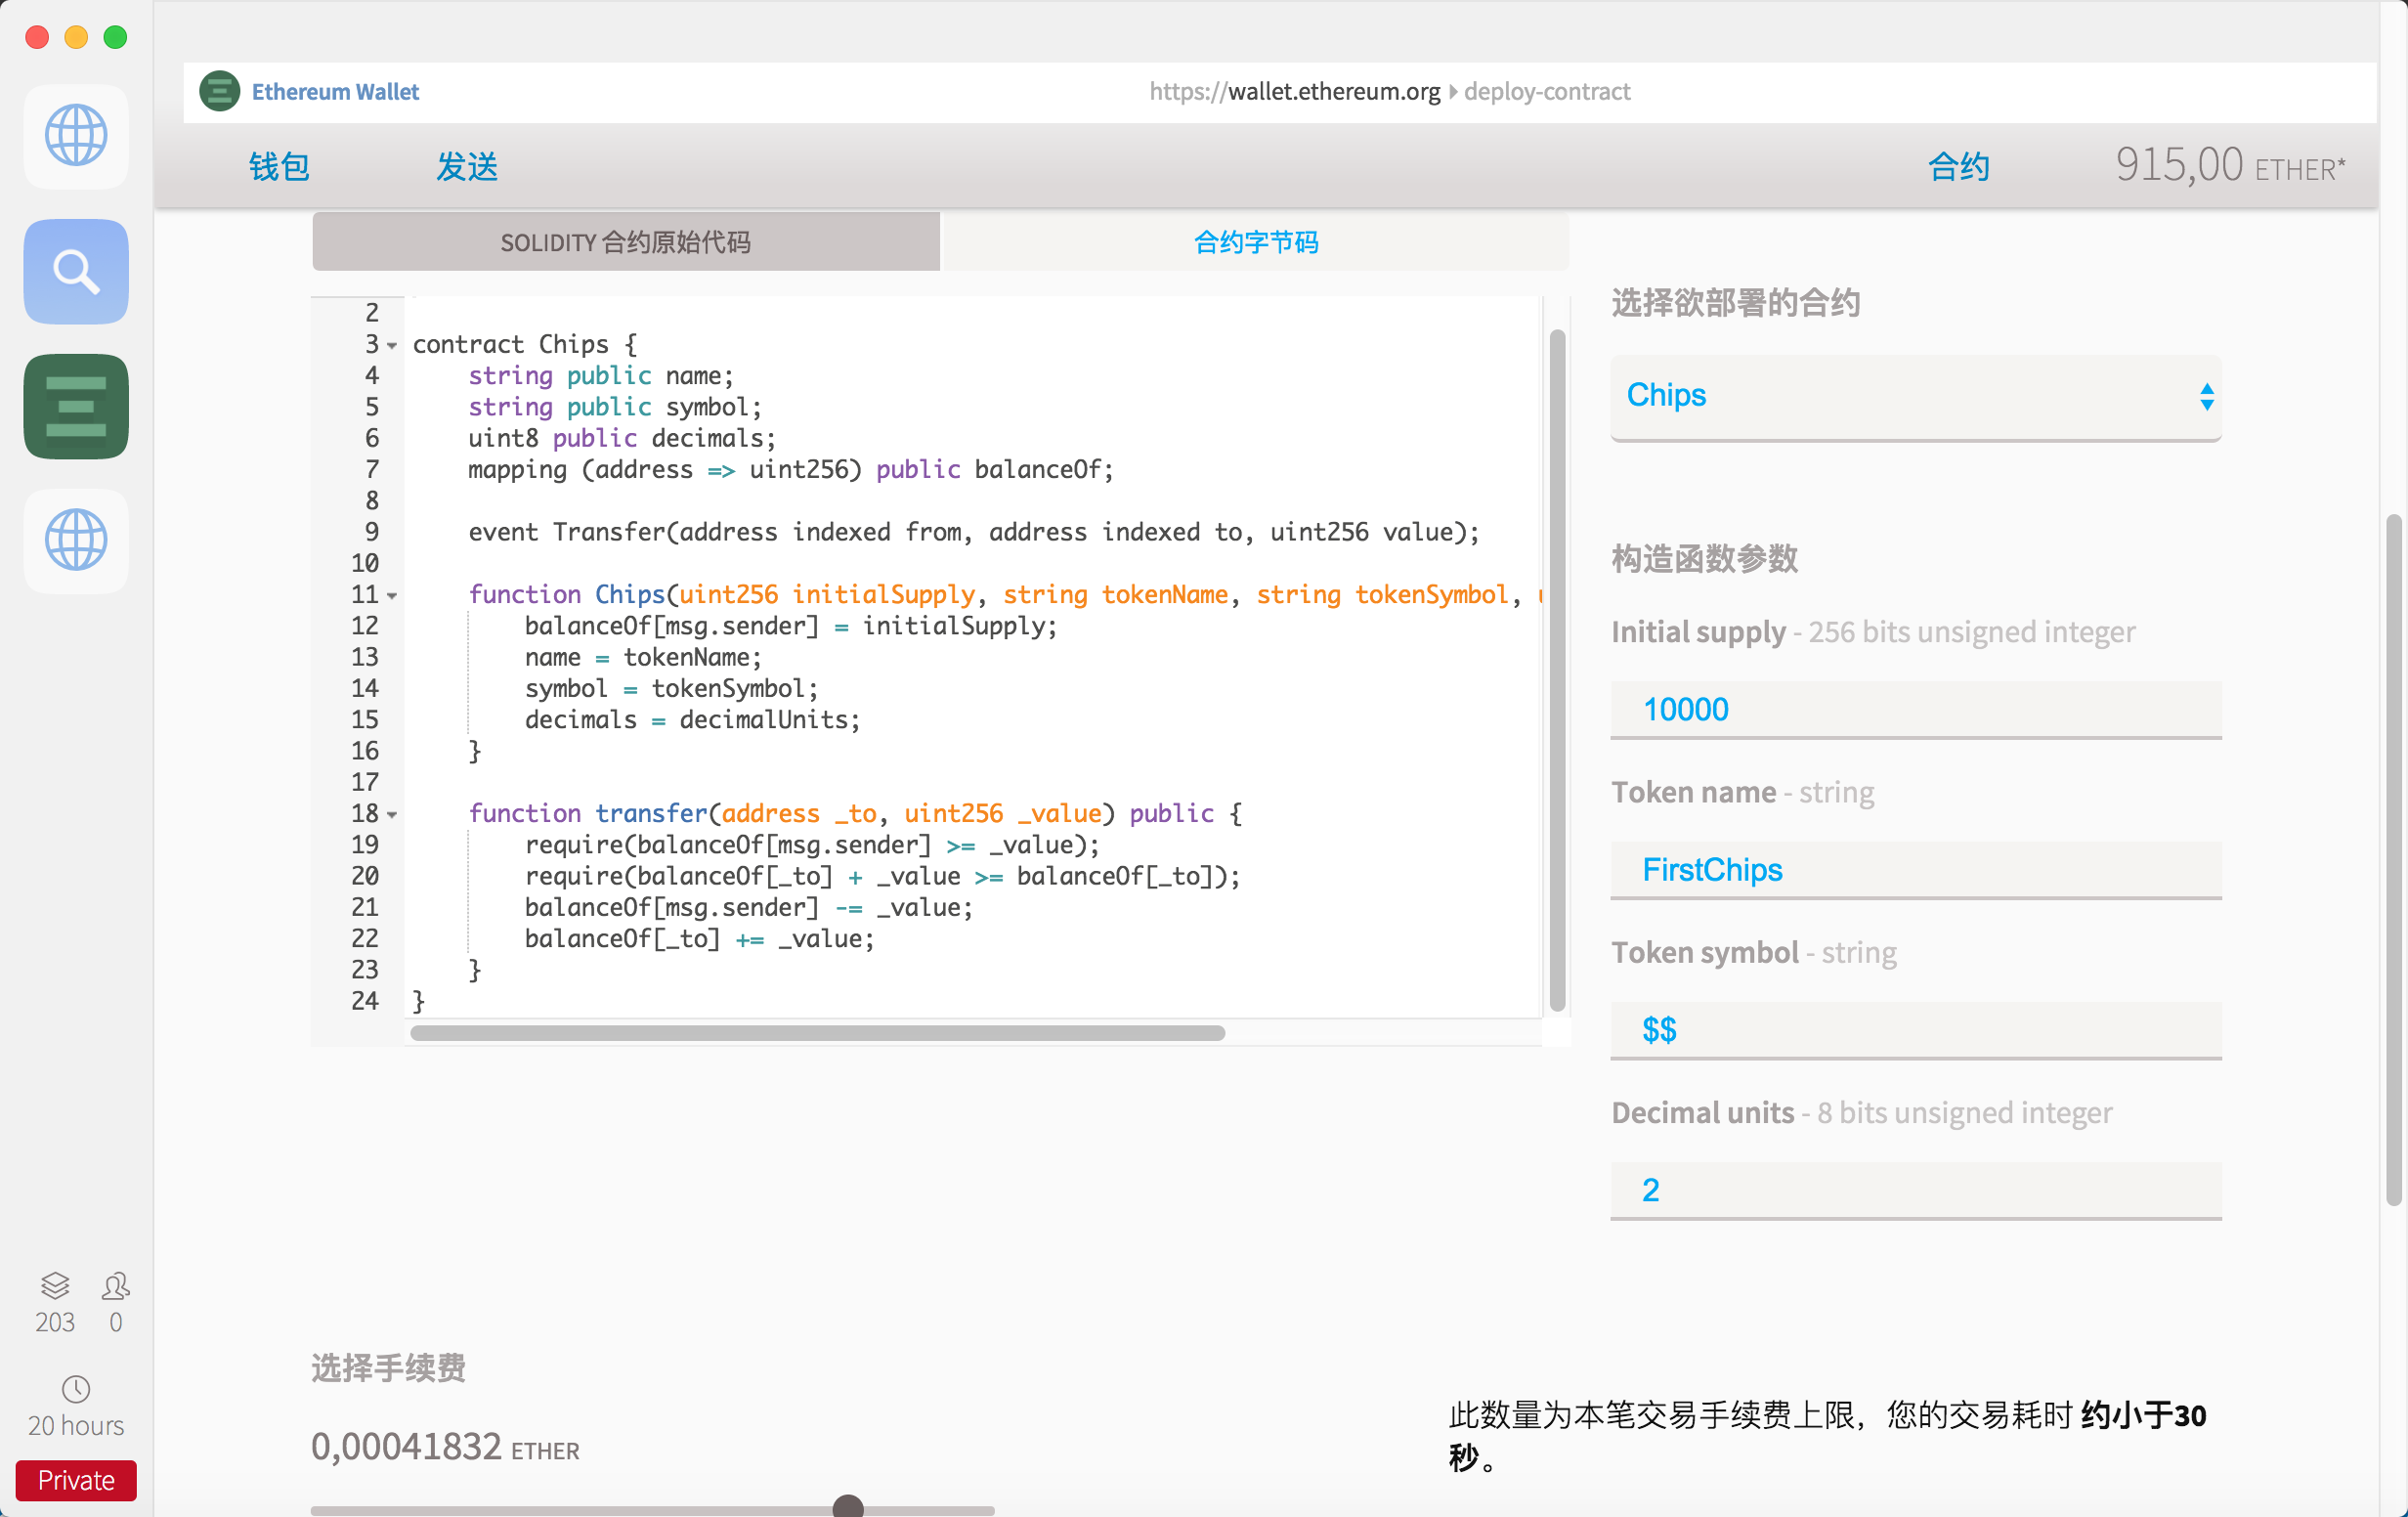 Ethereum Wallet
https://wallet.ethereum.org deploy-contract
钱包
发送
合约
915,00 ETHER*
SOLIDITY 合约原始代码
合约字节码
2
3 contract Chips {
4     string public name;
5     string public symbol;
6     uint8 public decimals;
7     mapping (address => uint256) public balanceOf;
8
9     event Transfer(address indexed from, address indexed to, uint256 value);
10
11     function Chips(uint256 initialSupply, string tokenName, string tokenSymbol,
12         balanceOf[msg.sender] = initialSupply;
13         name = tokenName;
14         symbol = tokenSymbol;
15         decimals = decimalUnits;
16     }
17
18     function transfer(address _to, uint256 _value) public {
19         require(balanceOf[msg.sender] >= _value);
20         require(balanceOf[_to] + _value >= balanceOf[_to]);
21         balanceOf[msg.sender] -= _value;
22         balanceOf[_to] += _value;
23     }
24 }
选择欲部署的合约
Chips
构造函数参数
Initial supply - 256 bits unsigned integer
10000
Token name - string
FirstChips
Token symbol - string
$$
Decimal units - 8 bits unsigned integer
2
选择手续费
0,00041832 ETHER
此数量为本笔交易手续费上限，您的交易耗时 约小于30
秒。
203
0
20 hours
Private